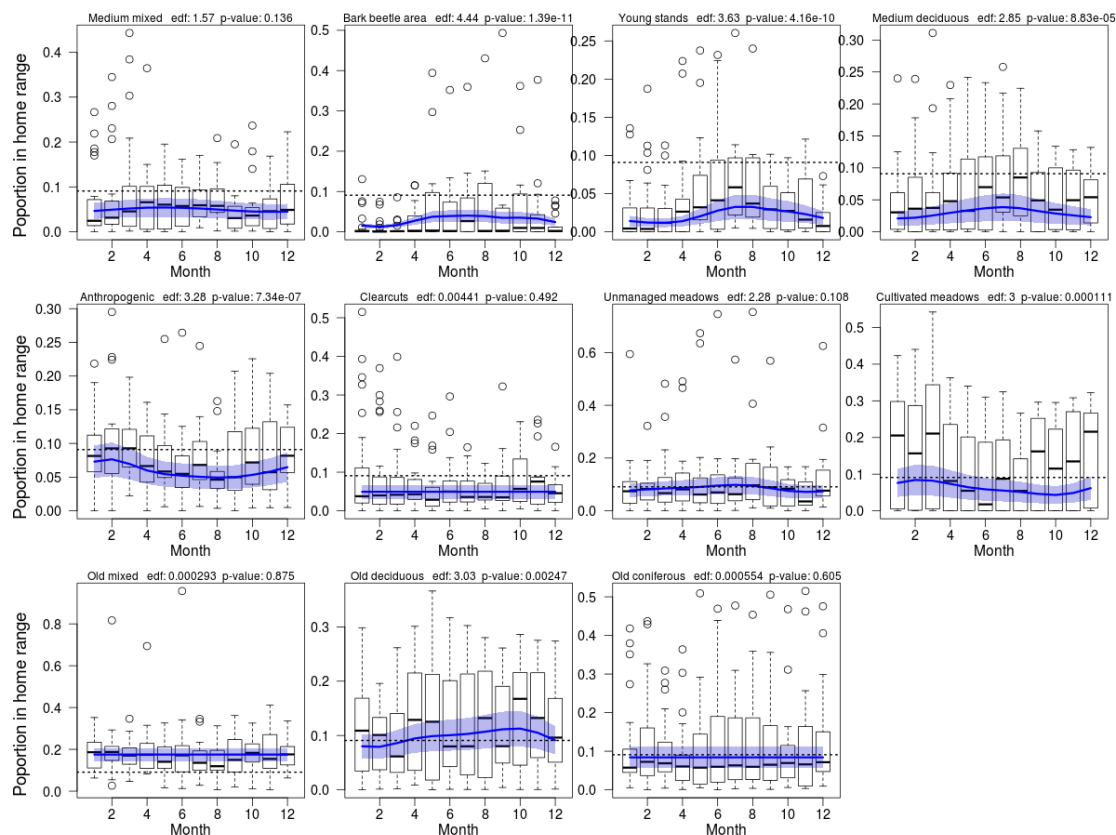 Medium mixed edf: 1.57 p-value: 0.136
Bark beetle area edf: 4.44 p-value: 1.39e-11
Young stands edf: 3.63 p-value: 4.16e-10
Medium deciduous edf: 2.85 p-value: 8.83e-05
Poportion in home range
0.4
0.3
0.2
0.1
0.0
2 4 6 8 10 12
Month
0.5
0.4
0.3
0.2
0.1
0.0
2 4 6 8 10 12
Month
0.25
0.20
0.15
0.10
0.05
0.00
2 4 6 8 10 12
Month
0.30
0.25
0.20
0.15
0.10
0.05
0.00
2 4 6 8 10 12
Month
Anthropogenic edf: 3.28 p-value: 7.34e-07
Clearcuts edf: 0.00441 p-value: 0.492
Unmanaged meadows edf: 2.28 p-value: 0.108
Cultivated meadows edf: 3 p-value: 0.000111
Poportion in home range
0.30
0.25
0.20
0.15
0.10
0.05
0.00
2 4 6 8 10 12
Month
0.5
0.4
0.3
0.2
0.1
0.0
2 4 6 8 10 12
Month
0.6
0.4
0.2
0.0
2 4 6 8 10 12
Month
0.5
0.4
0.3
0.2
0.1
0.0
2 4 6 8 10 12
Month
Old mixed edf: 0.000293 p-value: 0.875
Old deciduous edf: 3.03 p-value: 0.00247
Old coniferous edf: 0.000554 p-value: 0.605
Poportion in home range
0.8
0.6
0.4
0.2
0.0
2 4 6 8 10 12
Month
0.3
0.2
0.1
0.0
2 4 6 8 10 12
Month
0.5
0.4
0.3
0.2
0.1
0.0
2 4 6 8 10 12
Month